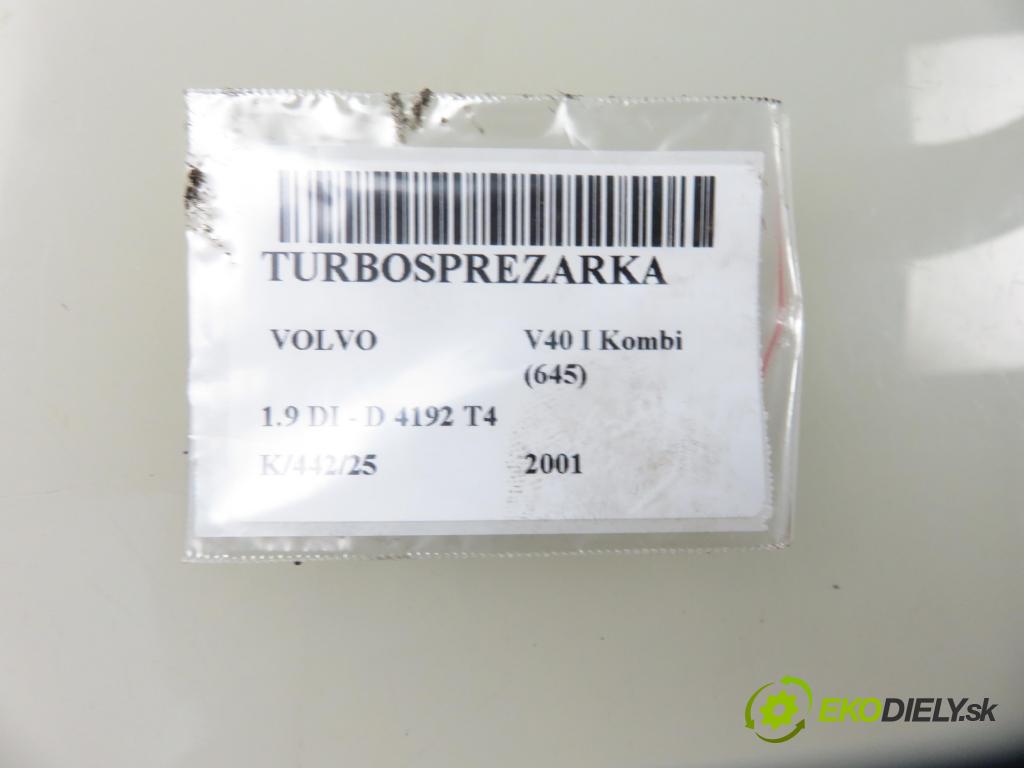 TURBOSPREZARKA
VOLVO V40 I Kombi
(645)
1.9 DI - D 4192 T4
K/442/25 2001
EKODIELY.sk